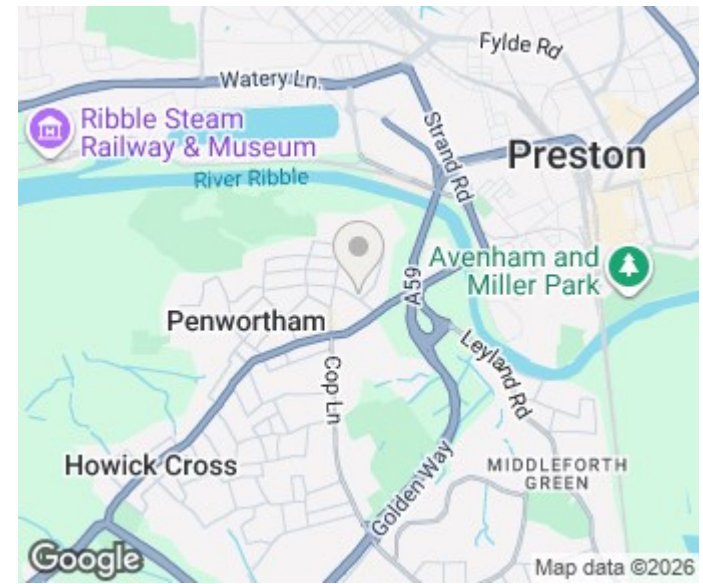 Fylde Rd
Watery Ln.
Ribble Steam
Railway & Museum
Strand Rd
Preston
River Ribble
Avenham and
Miller Park
A59
Penwortham
Leyland Rd
Cop Ln
Howick Cross
MIDDLEFORTH
GREEN
Golden Way
Google
Map data ©2026